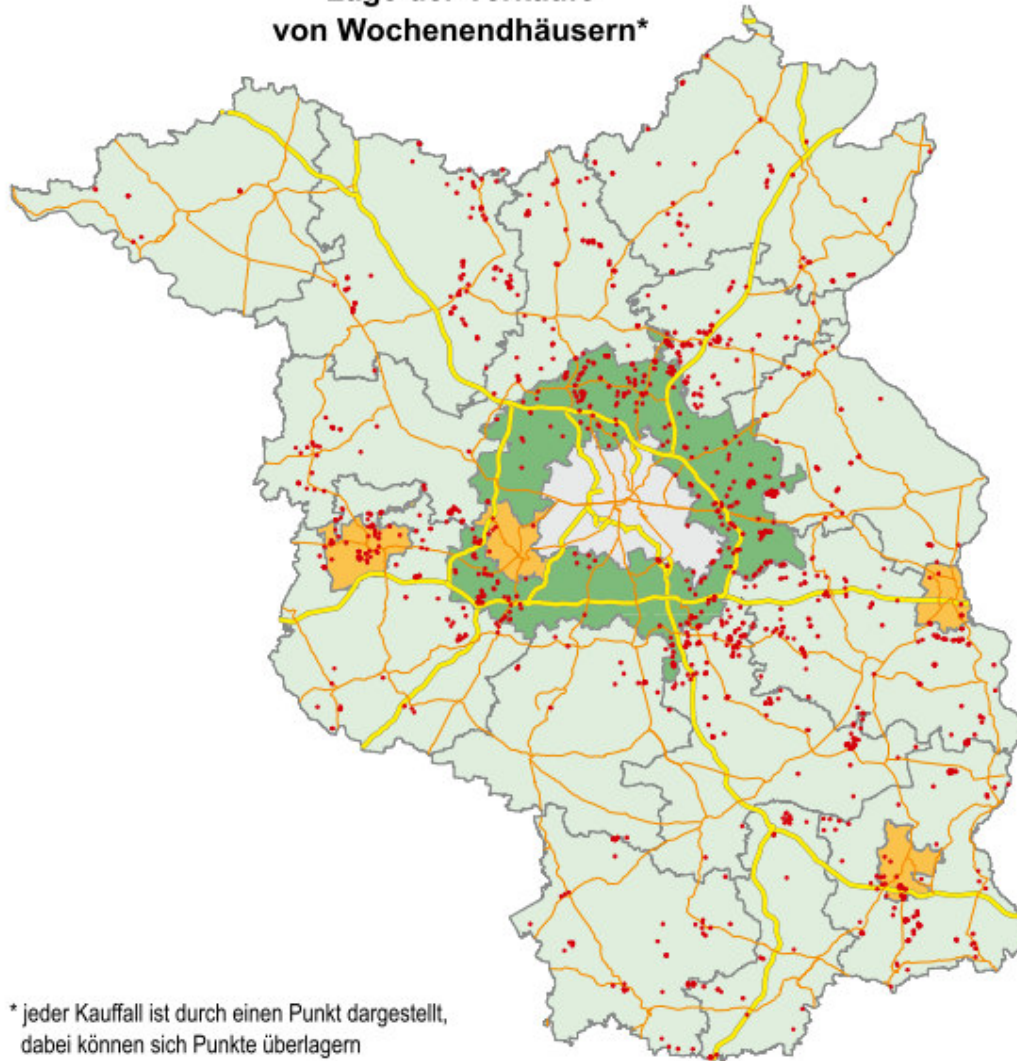 von Wochenendhäusern*
* jeder Kauffall ist durch einen Punkt dargestellt,
dabei können sich Punkte überlagern